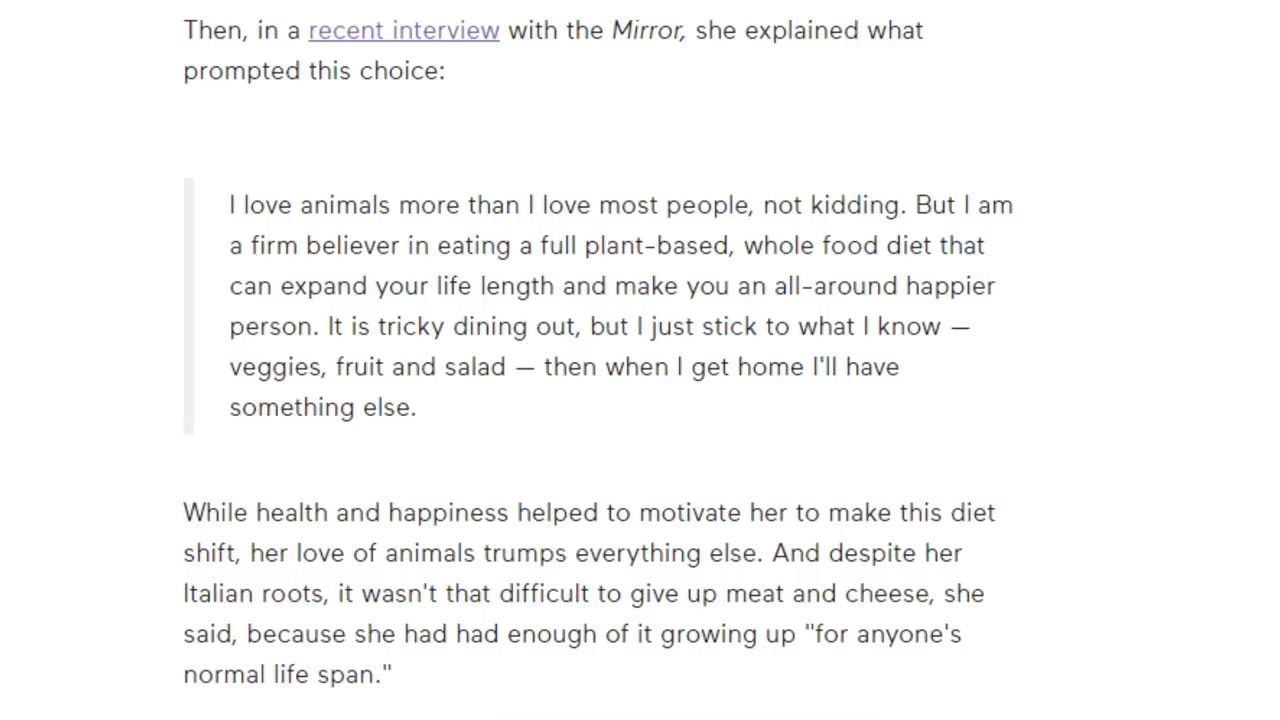 Then, in a recent interview with the Mirror, she explained what
prompted this choice:
I love animals more than I love most people, not kidding. But I am
a firm believer in eating a full plant-based, whole food diet that
can expand your life length and make you an all-around happier
person. It is tricky dining out, but I just stick to what I know —
veggies, fruit and salad — then when I get home I'll have
something else.
While health and happiness helped to motivate her to make this diet
shift, her love of animals trumps everything else. And despite her
Italian roots, it wasn't that difficult to give up meat and cheese, she
said, because she had had enough of it growing up "for anyone's
normal life span."